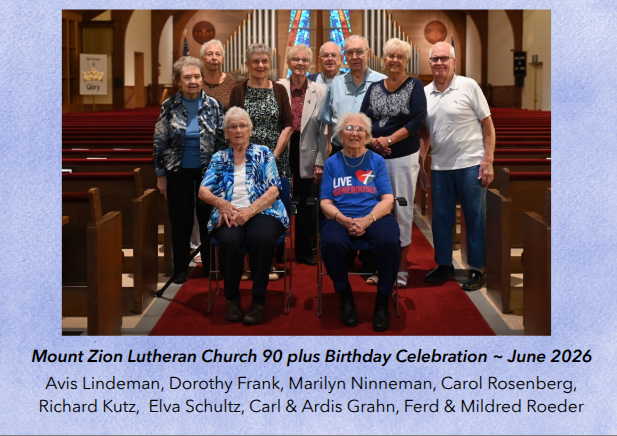 Glory
LIVE
GENEROUSLY
Mount Zion Lutheran Church 90 plus Birthday Celebration ~ June 2026
Avis Lindeman, Dorothy Frank, Marilyn Ninneman, Carol Rosenberg,
Richard Kutz, Elva Schultz, Carl & Ardis Grahn, Ferd & Mildred Roeder